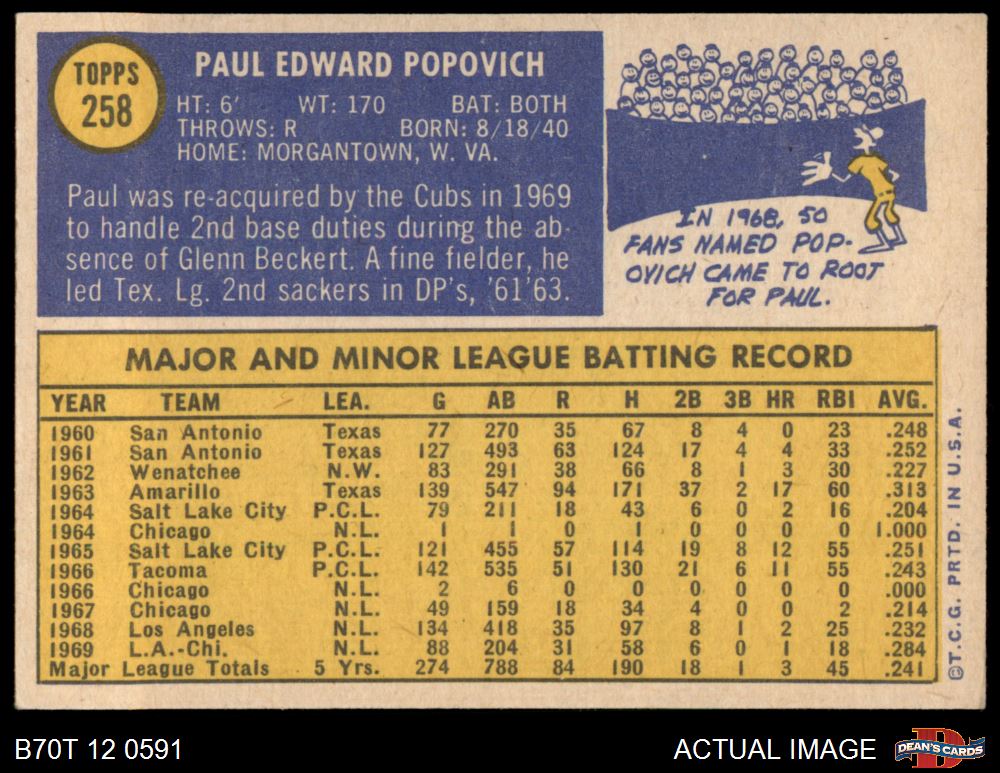 TOPPS
258
PAUL EDWARD POPOVICH
HT: 6' WT: 170 BAT: BOTH
THROWS: R BORN: 8/18/40
HOME: MORGANTOWN, W. VA.
Paul was re-acquired by the Cubs in 1969
to handle 2nd base duties during the ab-
sence of Glenn Beckert. A fine fielder, he
led Tex. Lg. 2nd sackers in DP's, '61'63.
IN 1968, 50
FANS NAMED POP-
OVICH CAME TO ROOT
FOR PAUL.
MAJOR AND MINOR LEAGUE BATTING RECORD
YEAR TEAM LEA. G AB R H 2B 3B HR RBI AVG.
1960 San Antonio Texas 77 270 35 67 8 4 0 23 .248
1961 San Antonio Texas 127 493 63 124 17 4 4 33 .252
1962 Wenatchee N.W. 83 291 38 66 8 1 3 30 .227
1963 Amarillo Texas 139 547 94 171 37 2 17 60 .313
1964 Salt Lake City P.C.L. 79 211 18 43 6 0 2 16 .204
1964 Chicago N.L. 1 1 0 1 0 0 0 0 1.000
1965 Salt Lake City P.C.L. 121 455 57 114 19 8 12 55 .251
1966 Tacoma P.C.L. 142 535 51 130 21 6 11 55 .243
1966 Chicago N.L. 2 6 0 0 0 0 0 0 .000
1967 Chicago N.L. 49 159 18 34 4 0 0 2 .214
1968 Los Angeles N.L. 134 418 35 97 8 1 2 25 .232
1969 L.A.-Chi. N.L. 88 204 31 58 6 0 1 18 .284
Major League Totals 5 Yrs. 274 788 84 190 18 1 3 45 .241
©T.C.G. PRTD. IN U.S.A.
B70T 12 0591
ACTUAL IMAGE
DEAN'S CARDS